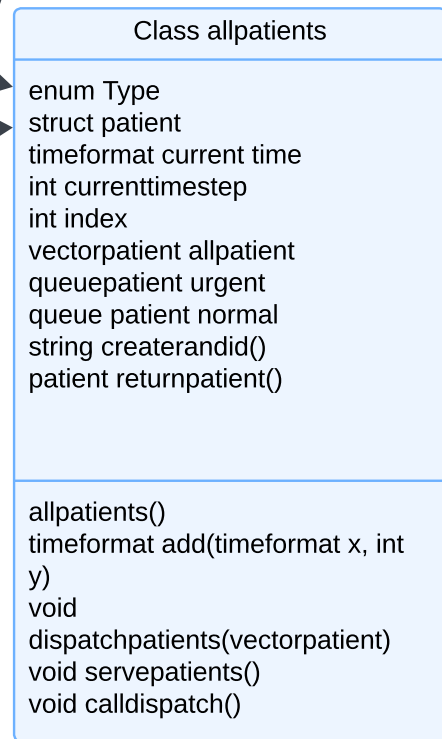 Class allpatients
enum Type
struct patient
timeformat current time
int currenttimestep
int index
vectorpatient allpatient
queuepatient urgent
queue patient normal
string createrandid()
patient returnpatient()
allpatients()
timeformat add(timeformat x, int
y)
void
dispatchpatients(vectorpatient)
void servepatients()
void calldispatch()